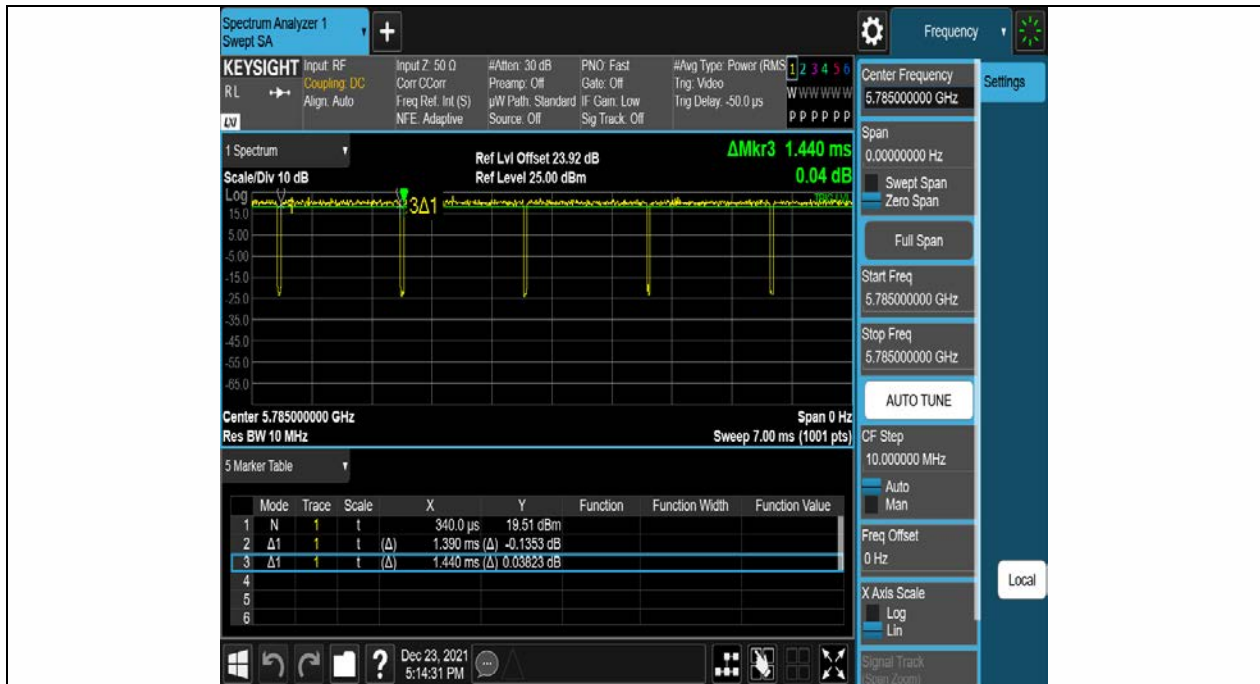 Spectrum Analyzer 1
Swept SA
+
Frequency
KEYSIGHT
RL
LXI
Input: RF
Coupling: DC
Align: Auto
Input Z: 50 Ω
Corr CCorr
Freq Ref: Int (S)
NFE: Adaptive
#Atten: 30 dB
Preamp: Off
µW Path: Standard
Source: Off
PNO: Fast
Gate: Off
IF Gain: Low
Sig Track: Off
#Avg Type: Power (RMS
Trig: Video
Trig Delay: -50.0 µs
1 2 3 4 5 6
W W W W W W
P P P P P P
1 Spectrum
Scale/Div 10 dB
Ref Lvl Offset 23.92 dB
Ref Level 25.00 dBm
ΔMkr3 1.440 ms
0.04 dB
Log
TRIG LVL
1
3Δ1
15.0
5.00
-5.00
-15.0
-25.0
-35.0
-45.0
-55.0
-65.0
Center 5.785000000 GHz
Res BW 10 MHz
Span 0 Hz
Sweep 7.00 ms (1001 pts)
5 Marker Table
Mode Trace Scale X Y Function Function Width Function Value
1 N 1 t 340.0 µs 19.51 dBm
2 Δ1 1 t (Δ) 1.390 ms (Δ) -0.1353 dB
3 Δ1 1 t (Δ) 1.440 ms (Δ) 0.03823 dB
4
5
6
?
Dec 23, 2021
5:14:31 PM
Center Frequency
5.785000000 GHz
Span
0.00000000 Hz
Swept Span
Zero Span
Full Span
Start Freq
5.785000000 GHz
Stop Freq
5.785000000 GHz
AUTO TUNE
CF Step
10.000000 MHz
Auto
Man
Freq Offset
0 Hz
X Axis Scale
Log
Lin
Signal Track
(Span Zoom)
Settings
Local